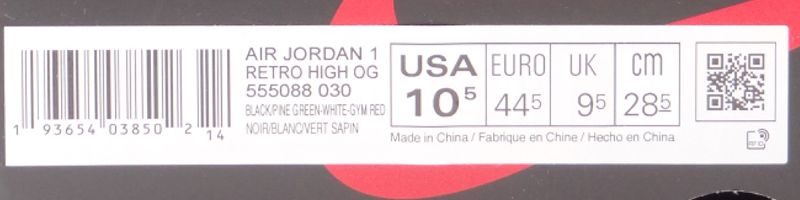 AIR JORDAN 1
RETRO HIGH OG
555088 030
BLACK/PINE GREEN-WHITE-GYM RED
NOIR/BLANC/VERT SAPIN
1 93654 03850 2 14
USA EURO UK cm
10⁵ 44⁵ 9⁵ 28⁵
Made in China / Fabrique en Chine / Hecho en China
RFID